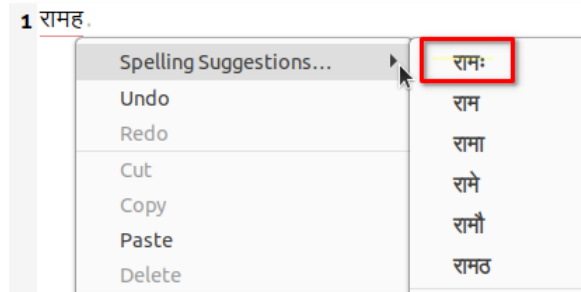 1 रामह.
Spelling Suggestions...
Undo
Redo
Cut
Copy
Paste
Delete
रामः
राम
रामा
रामे
रामौ
रामठ